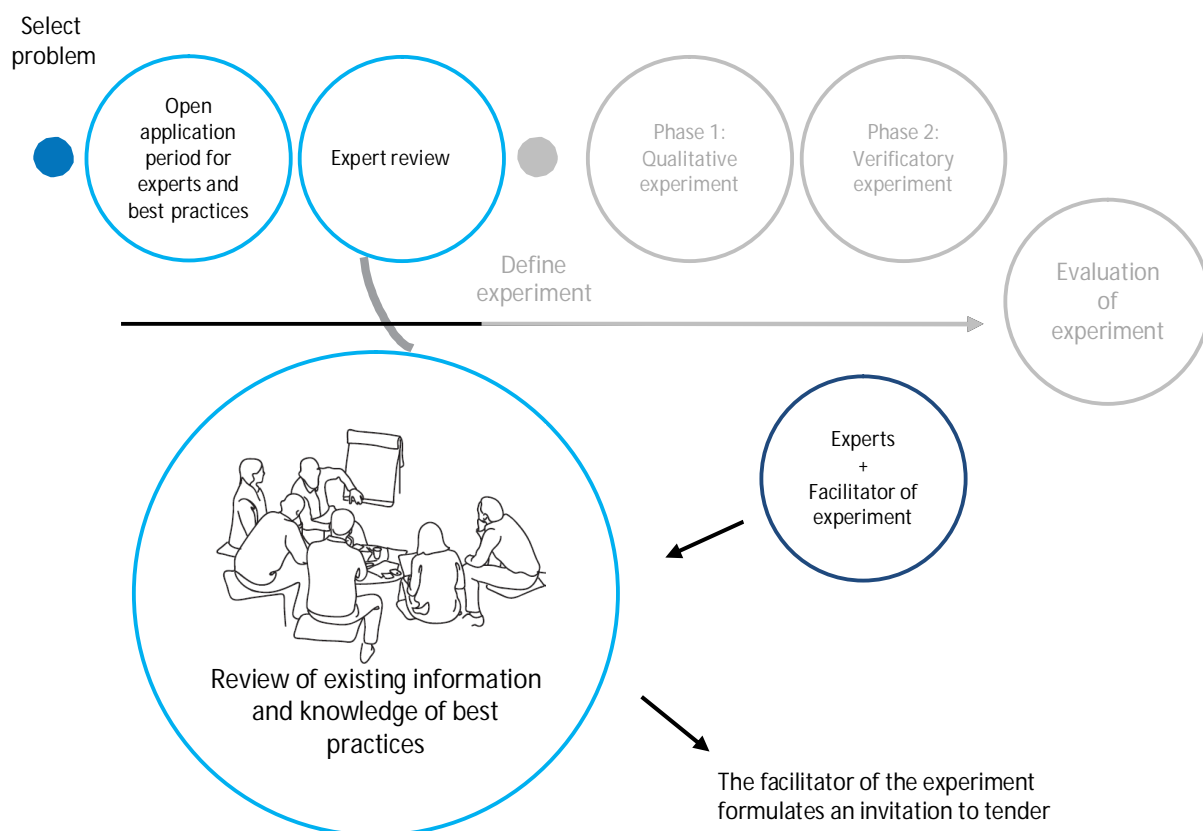 Select
problem
Open
application
period for
experts and
best practices
Expert review
Phase 1:
Qualitative
experiment
Phase 2:
Verificatory
experiment
Define
experiment
Evaluation
of
experiment
Experts
+
Facilitator of
experiment
Review of existing information
and knowledge of best
practices
The facilitator of the experiment
formulates an invitation to tender